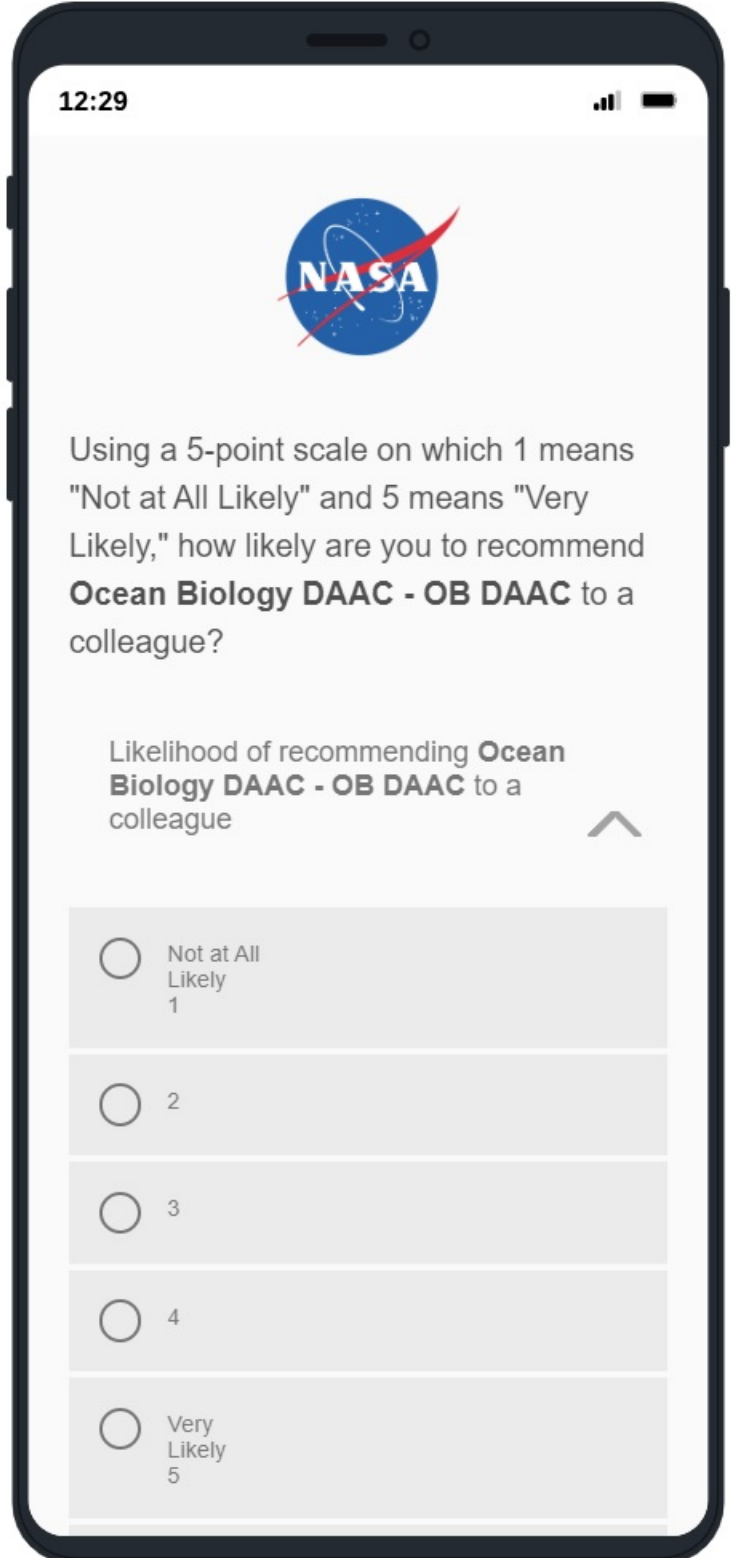 12:29
NASA
Using a 5-point scale on which 1 means
"Not at All Likely" and 5 means "Very
Likely," how likely are you to recommend
Ocean Biology DAAC - OB DAAC to a
colleague?
Likelihood of recommending Ocean
Biology DAAC - OB DAAC to a
colleague
Not at All
Likely
1
2
3
4
Very
Likely
5